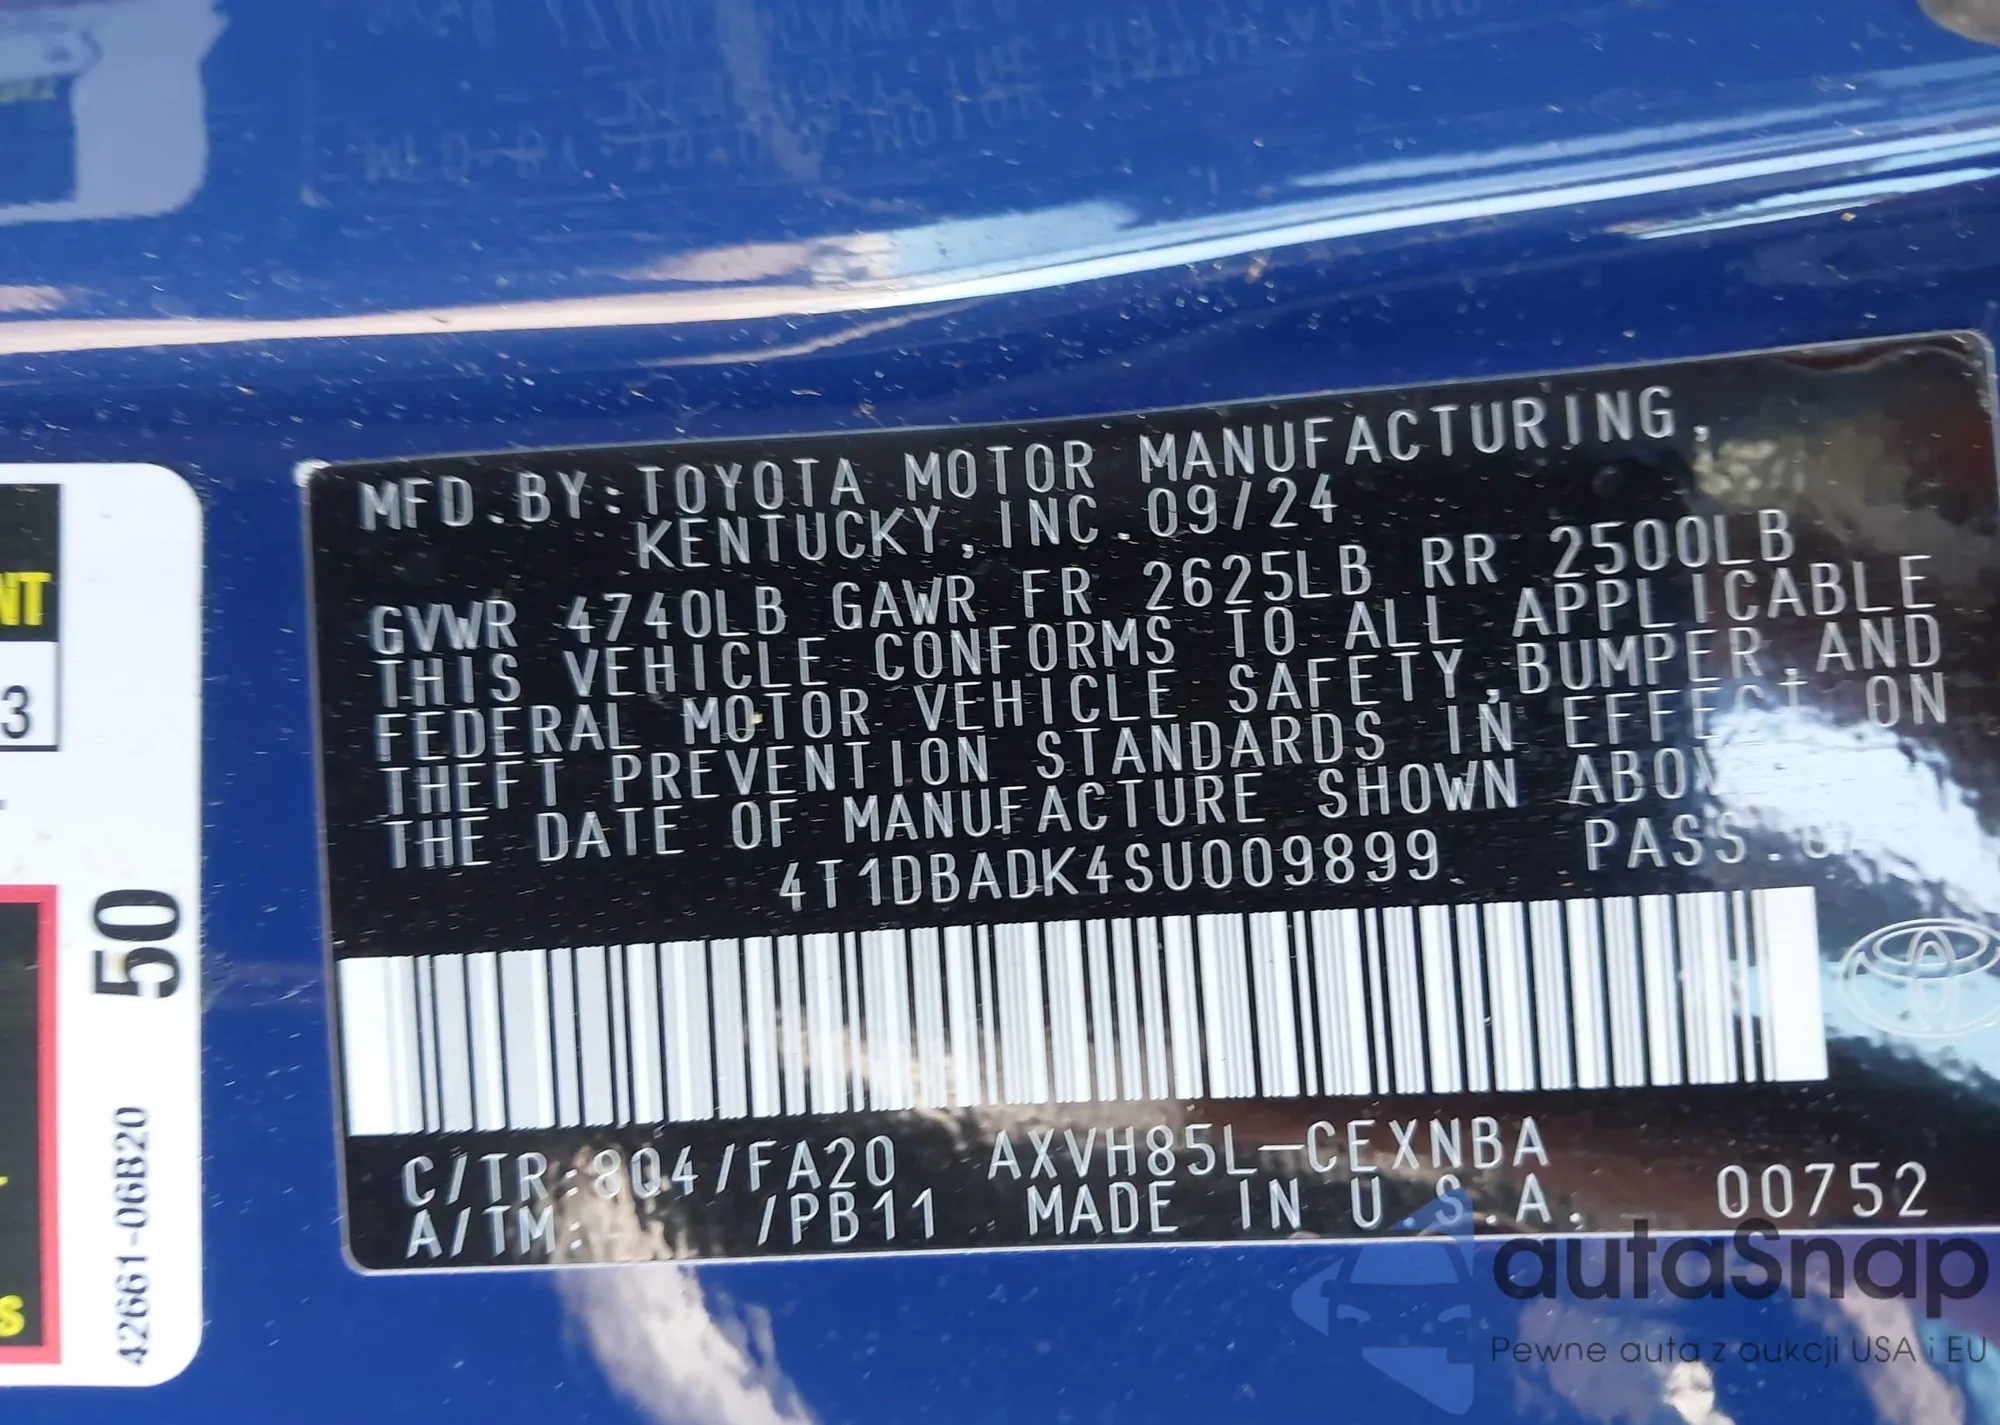 MFD.BY:TOYOTA MOTOR MANUFACTURING,
KENTUCKY,INC.09/24
GVWR 4740LB GAWR FR 2625LB RR 2500LB
THIS VEHICLE CONFORMS TO ALL APPLICABLE
FEDERAL MOTOR VEHICLE SAFETY,BUMPER,AND
THEFT PREVENTION STANDARDS IN EFFECT ON
THE DATE OF MANUFACTURE SHOWN
4T1DBADK4SU009899 PASS.
C/TR:8Q4/FA20 AXVH85L-CEXNBA
A/TM: /PB11 MADE IN U.S.A. 00752
NT
3
50
42661-06B20
S
autaSnap
Pewne auta z aukcji USA i EU